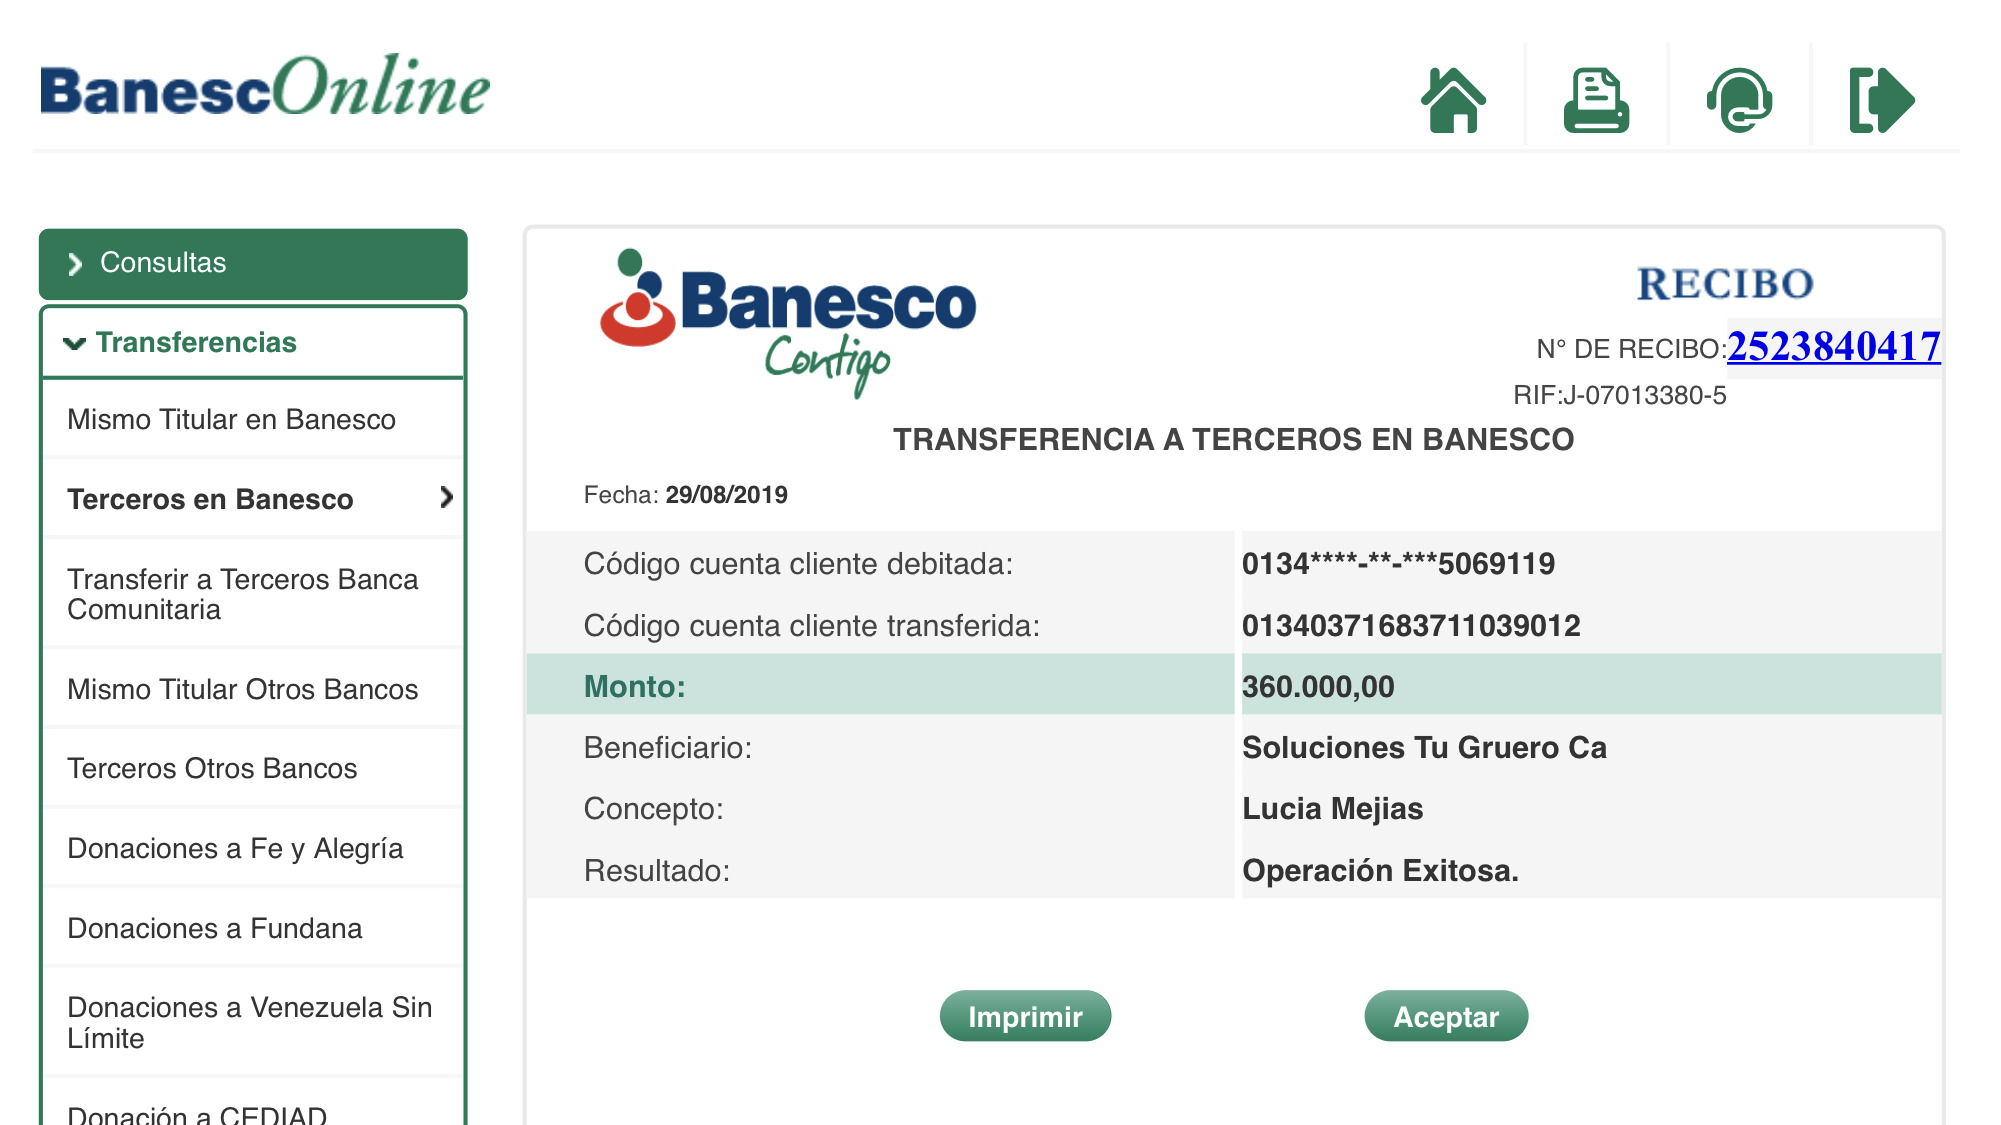 BanescOnline
Consultas
Transferencias
Mismo Titular en Banesco
Terceros en Banesco
Transferir a Terceros Banca
Comunitaria
Mismo Titular Otros Bancos
Terceros Otros Bancos
Donaciones a Fe y Alegría
Donaciones a Fundana
Donaciones a Venezuela Sin
Límite
Donación a CEDIAD
Banesco
Contigo
RECIBO
N° DE RECIBO:2523840417
RIF:J-07013380-5
TRANSFERENCIA A TERCEROS EN BANESCO
Fecha: 29/08/2019
Código cuenta cliente debitada: 0134****-**-***5069119
Código cuenta cliente transferida: 01340371683711039012
Monto: 360.000,00
Beneficiario: Soluciones Tu Gruero Ca
Concepto: Lucia Mejias
Resultado: Operación Exitosa.
Imprimir Aceptar